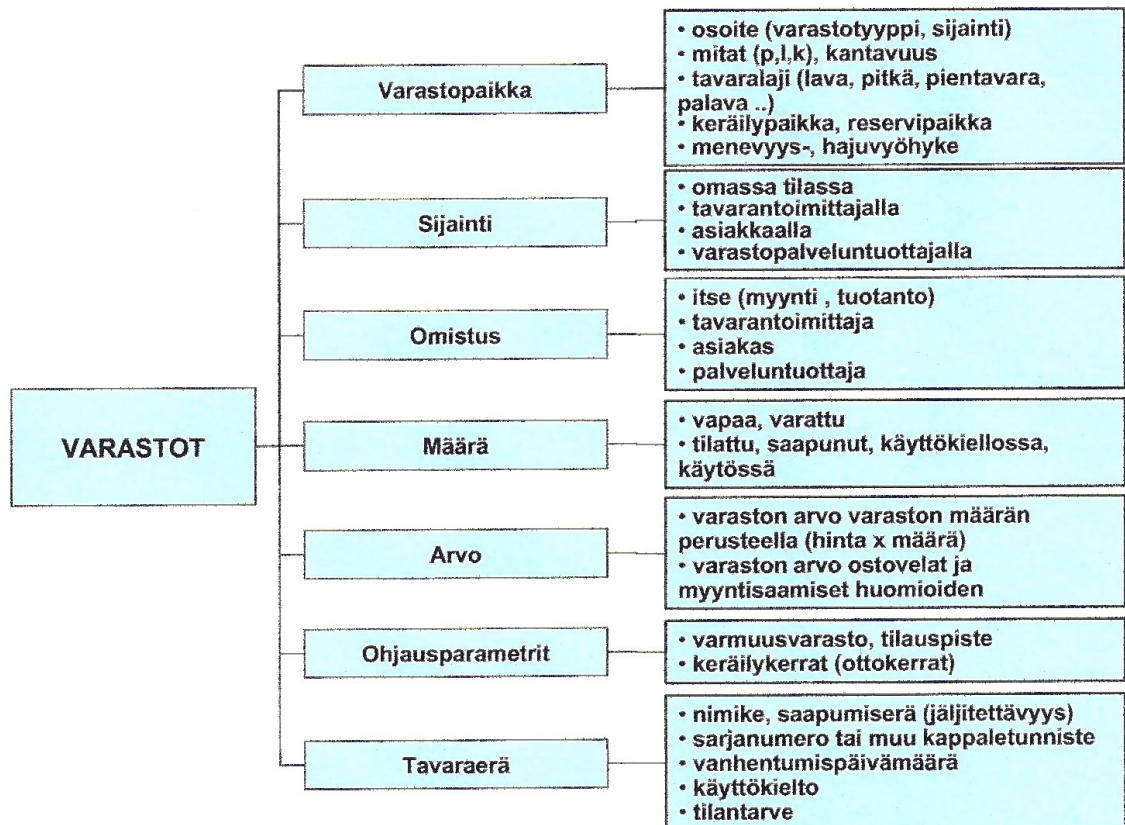 VARASTOT
Varastopaikka
• osoite (varastotyyppi, sijainti)
• mitat (p,l,k), kantavuus
• tavaralaji (lava, pitkä, pientavara,
palava ..)
• keräilypaikka, reservipaikka
• menevyys-, hajuvyöhyke
Sijainti
• omassa tilassa
• tavarantoimittajalla
• asiakkaalla
• varastopalveluntuottajalla
Omistus
• itse (myynti , tuotanto)
• tavarantoimittaja
• asiakas
• palveluntuottaja
Määrä
• vapaa, varattu
• tilattu, saapunut, käyttökiellossa,
käytössä
Arvo
• varaston arvo varaston määrän
perusteella (hinta x määrä)
• varaston arvo ostovelat ja
myyntisaamiset huomioiden
Ohjausparametrit
• varmuusvarasto, tilauspiste
• keräilykerrat (ottokerrat)
Tavaraerä
• nimike, saapumiserä (jäljitettävyys)
• sarjanumero tai muu kappaletunniste
• vanhentumispäivämäärä
• käyttökielto
• tilantarve